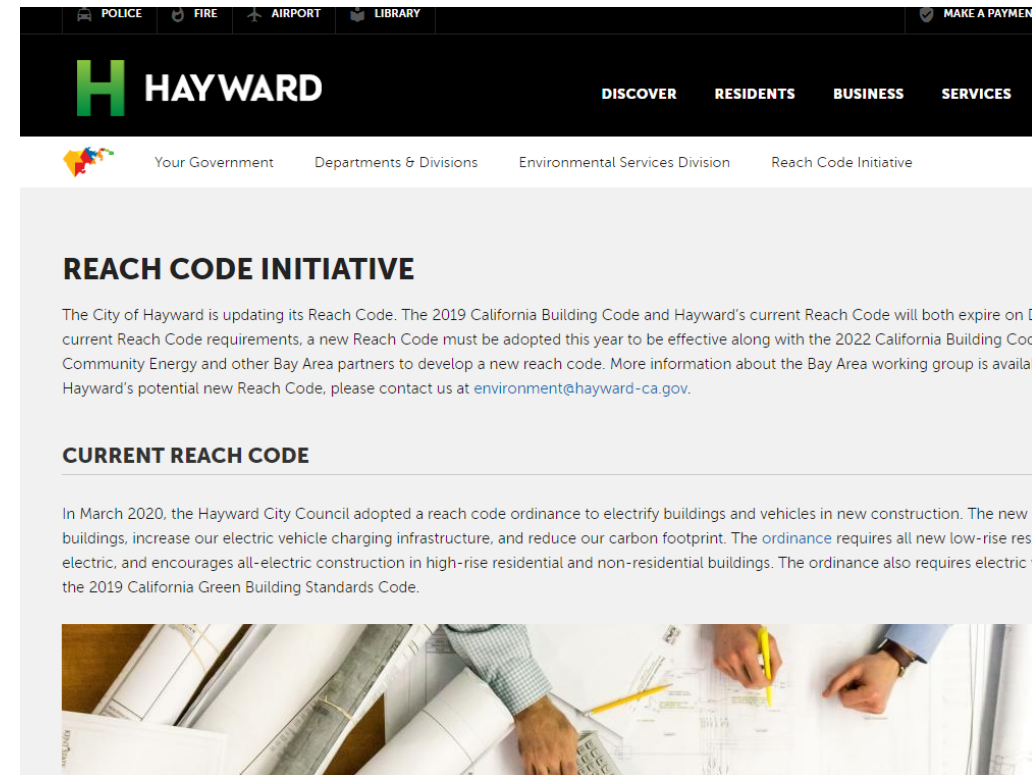 POLICE FIRE AIRPORT LIBRARY MAKE A PAYMEN
H HAYWARD DISCOVER RESIDENTS BUSINESS SERVICES
Your Government Departments & Divisions Environmental Services Division Reach Code Initiative
REACH CODE INITIATIVE
The City of Hayward is updating its Reach Code. The 2019 California Building Code and Hayward's current Reach Code will both expire on D
current Reach Code requirements, a new Reach Code must be adopted this year to be effective along with the 2022 California Building Coc
Community Energy and other Bay Area partners to develop a new reach code. More information about the Bay Area working group is availal
Hayward's potential new Reach Code, please contact us at environment@hayward-ca.gov.
CURRENT REACH CODE
In March 2020, the Hayward City Council adopted a reach code ordinance to electrify buildings and vehicles in new construction. The new
buildings, increase our electric vehicle charging infrastructure, and reduce our carbon footprint. The ordinance requires all new low-rise res
electric, and encourages all-electric construction in high-rise residential and non-residential buildings. The ordinance also requires electric
the 2019 California Green Building Standards Code.